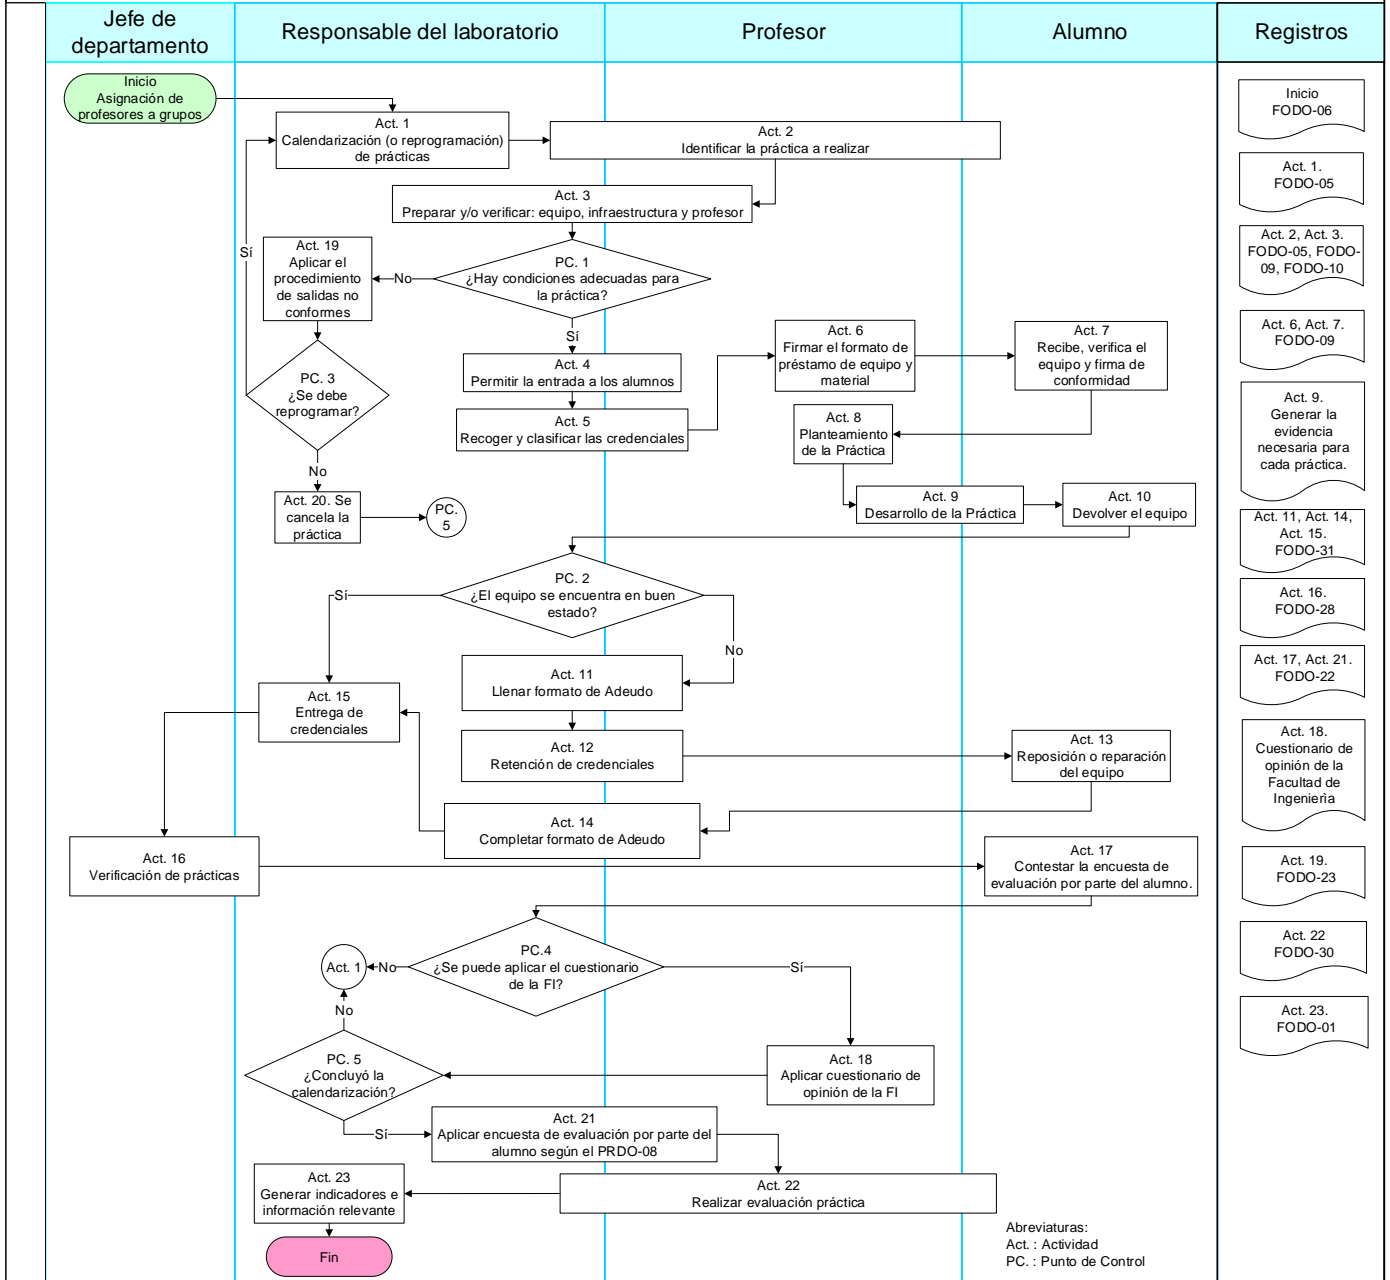 Jefe de
departamento
Responsable del laboratorio
Profesor
Alumno
Registros
Inicio
Asignación de
profesores a grupos
Act. 1
Calendarización (o reprogramación)
de prácticas
Act. 2
Identificar la práctica a realizar
Act. 3
Preparar y/o verificar: equipo, infraestructura y profesor
Sí
Act. 19
Aplicar el
procedimiento
de salidas no
conformes
No
PC. 1
¿Hay condiciones adecuadas para
la práctica?
Sí
PC. 3
¿Se debe
reprogramar?
No
Act. 4
Permitir la entrada a los alumnos
Act. 5
Recoger y clasificar las credenciales
Act. 6
Firmar el formato de
préstamo de equipo y
material
Act. 7
Recibe, verifica el
equipo y firma de
conformidad
Act. 8
Planteamiento
de la Práctica
Act. 20. Se
cancela la
práctica
PC.
5
Act. 9
Desarrollo de la Práctica
Act. 10
Devolver el equipo
PC. 2
¿El equipo se encuentra en buen
estado?
Sí
No
Act. 11
Llenar formato de Adeudo
Act. 15
Entrega de
credenciales
Act. 12
Retención de credenciales
Act. 13
Reposición o reparación
del equipo
Act. 14
Completar formato de Adeudo
Act. 16
Verificación de prácticas
Act. 17
Contestar la encuesta de
evaluación por parte del alumno.
PC.4
¿Se puede aplicar el cuestionario
de la FI?
Act. 1
No
Sí
No
PC. 5
¿Concluyó la
calendarización?
Act. 18
Aplicar cuestionario de
opinión de la FI
Sí
Act. 21
Aplicar encuesta de evaluación por parte del
alumno según el PRDO-08
Act. 23
Generar indicadores e
información relevante
Act. 22
Realizar evaluación práctica
Fin
Abreviaturas:
Act. : Actividad
PC. : Punto de Control
Inicio
FODO-06
Act. 1.
FODO-05
Act. 2, Act. 3.
FODO-05, FODO-
09, FODO-10
Act. 6, Act. 7.
FODO-09
Act. 9.
Generar la
evidencia
necesaria para
cada práctica.
Act. 11, Act. 14,
Act. 15.
FODO-31
Act. 16.
FODO-28
Act. 17, Act. 21.
FODO-22
Act. 18.
Cuestionario de
opinión de la
Facultad de
Ingeniería
Act. 19.
FODO-23
Act. 22
FODO-30
Act. 23.
FODO-01